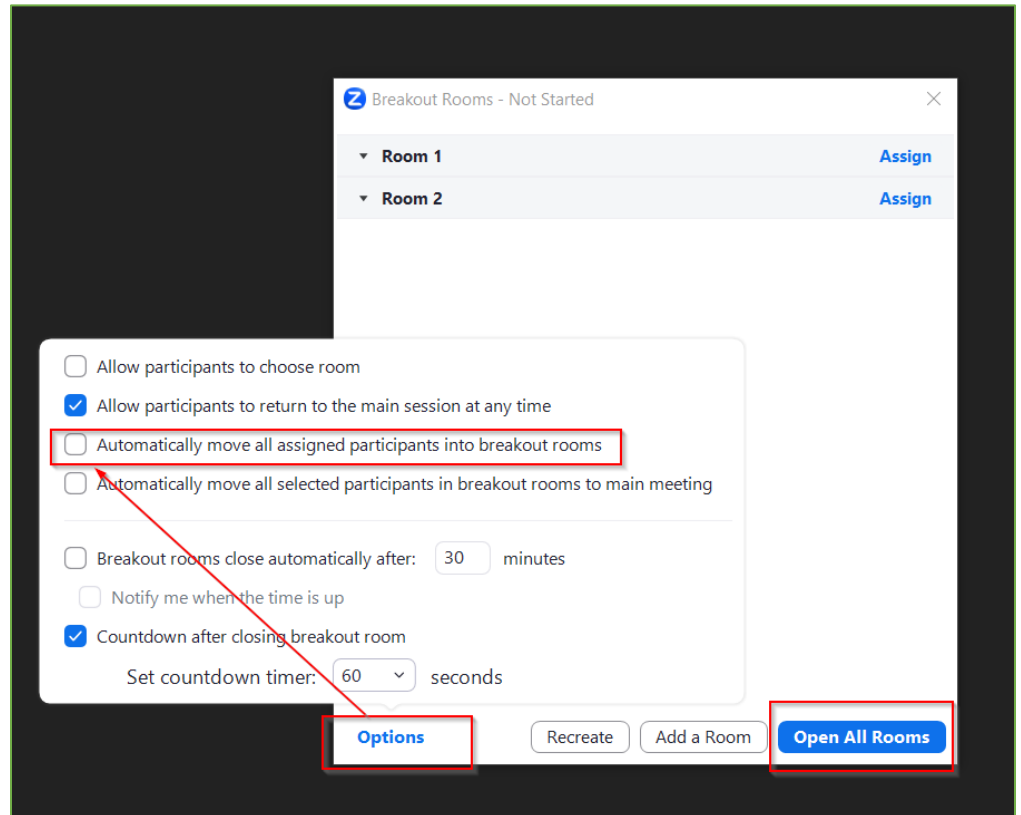 Breakout Rooms - Not Started
Room 1 Assign
Room 2 Assign
Allow participants to choose room
Allow participants to return to the main session at any time
Automatically move all assigned participants into breakout rooms
Automatically move all selected participants in breakout rooms to main meeting
Breakout rooms close automatically after: 30 minutes
Notify me when the time is up
Countdown after closing breakout room
Set countdown timer: 60 seconds
Options Recreate Add a Room Open All Rooms